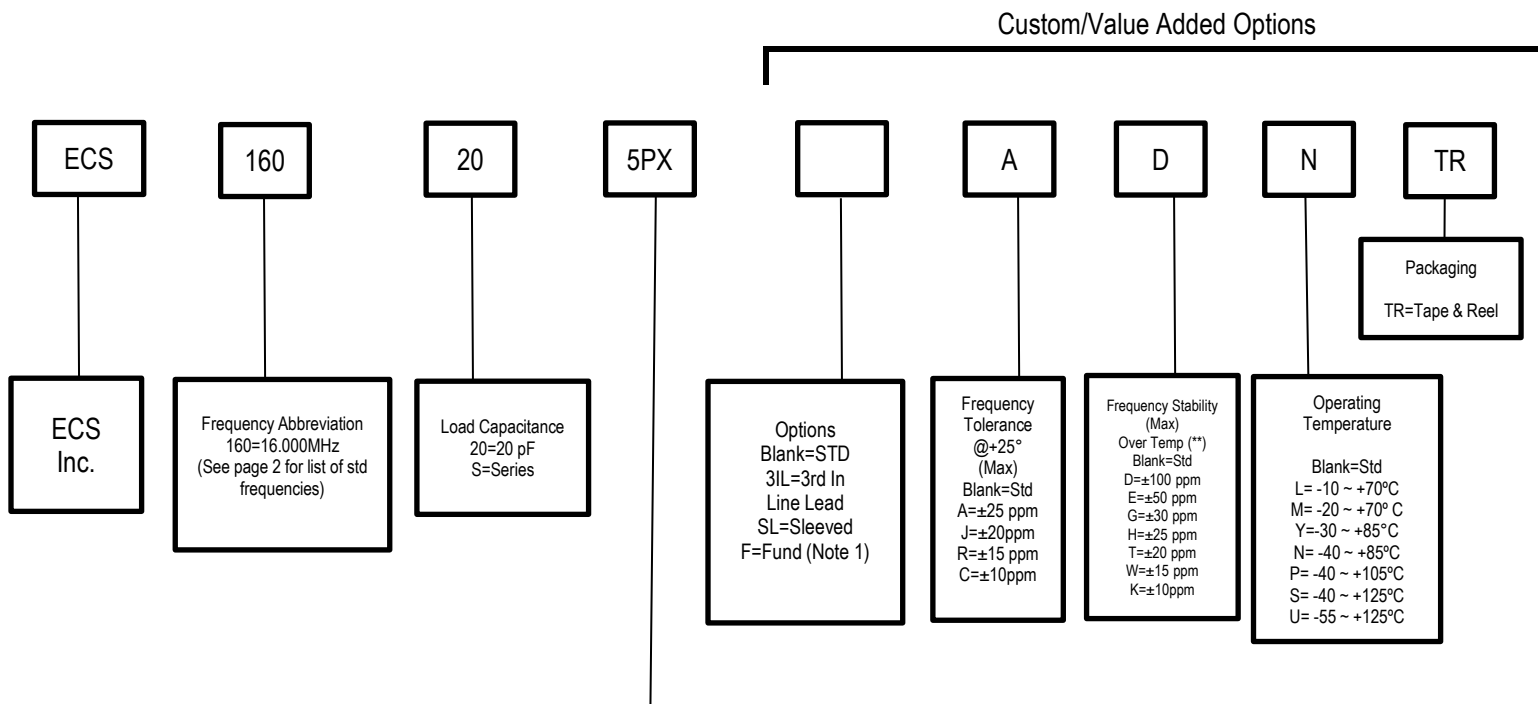 Custom/Value Added Options
ECS
160
20
5PX
A
D
N
TR
Packaging
TR=Tape & Reel
ECS
Inc.
Frequency Abbreviation
160=16.000MHz
(See page 2 for list of std
frequencies)
Load Capacitance
20=20 pF
S=Series
Options
Blank=STD
3IL=3rd In
Line Lead
SL=Sleeved
F=Fund (Note 1)
Frequency
Tolerance
@+25°
(Max)
Blank=Std
A=±25 ppm
J=±20ppm
R=±15 ppm
C=±10ppm
Frequency Stability
(Max)
Over Temp (**)
Blank=Std
D=±100 ppm
E=±50 ppm
G=±30 ppm
H=±25 ppm
T=±20 ppm
W=±15 ppm
K=±10ppm
Operating
Temperature
Blank=Std
L= -10 ~ +70ºC
M= -20 ~ +70º C
Y=-30 ~ +85°C
N= -40 ~ +85ºC
P= -40 ~ +105ºC
S= -40 ~ +125ºC
U= -55 ~ +125ºC